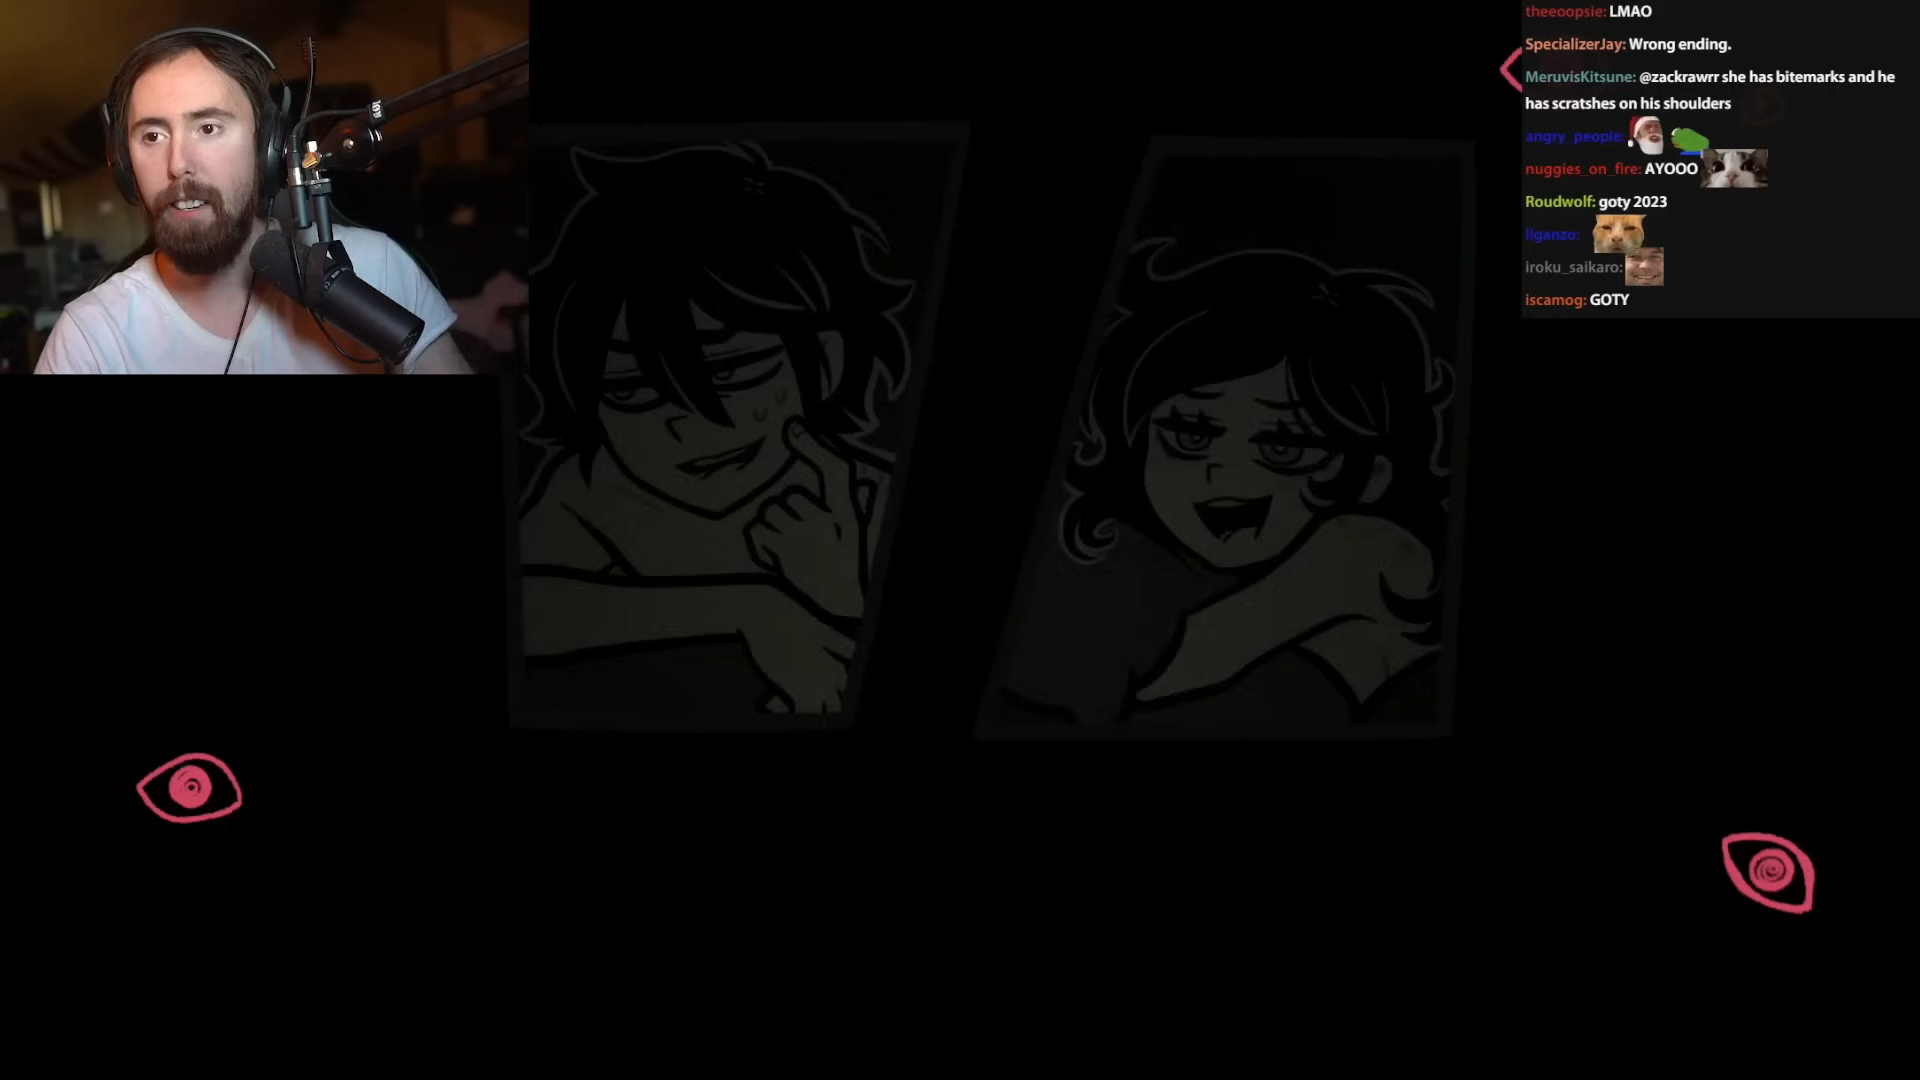 theeoopsie: LMAO
SpecializerJay: Wrong ending.
MeruvisKitsune: @zackrawrr she has bitemarks and he
has scratshes on his shoulders
angry_people:
nuggies_on_fire: AYOOO
Roudwolf: goty 2023
llganzo:
iroku_saikaro:
iscamog: GOTY